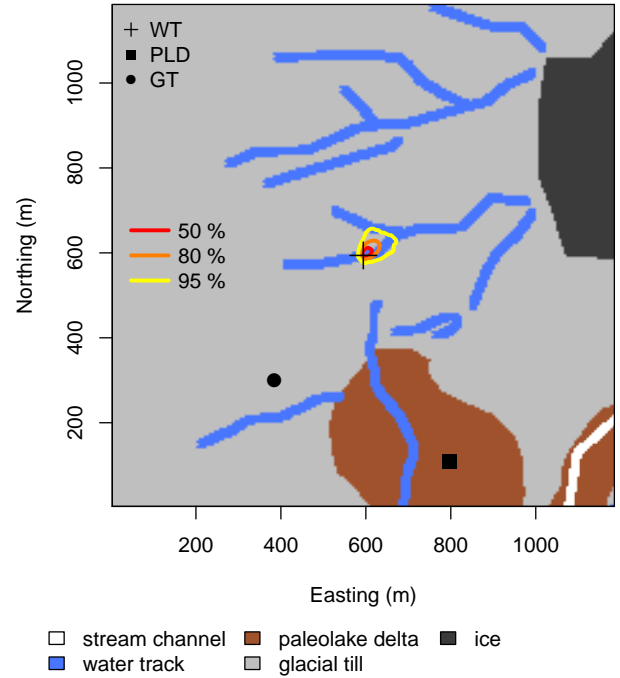 WT
PLD
GT
50 %
80 %
95 %
Northing (m)
200
400
600
800
1000
200
400
600
800
1000
Easting (m)
stream channel
paleolake delta
ice
water track
glacial till